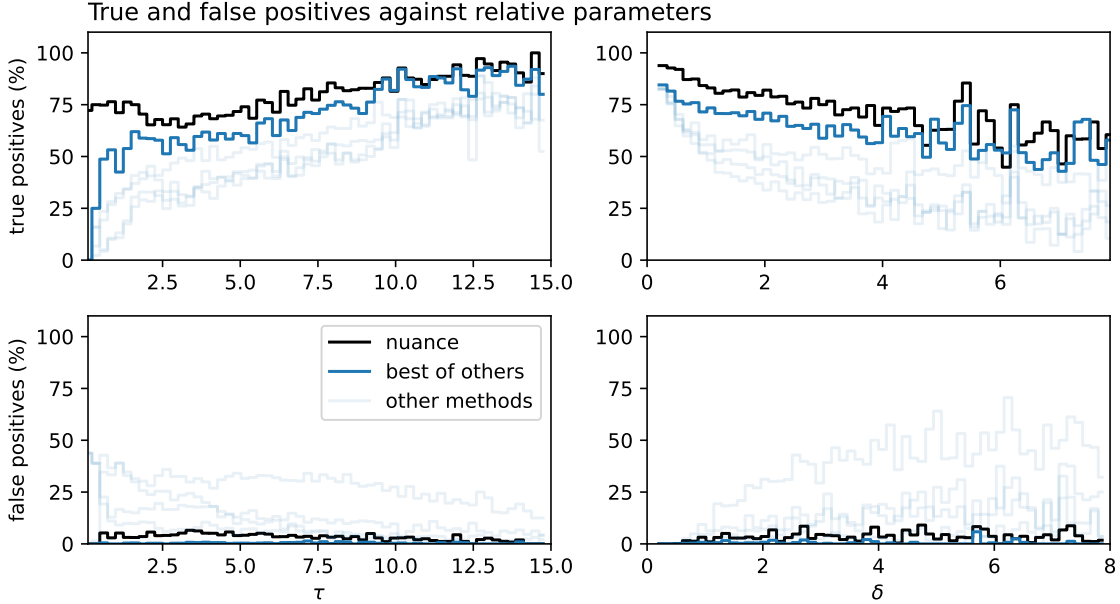 True and false positives against relative parameters
true positives (%)
100
75
50
25
0
2.5 5.0 7.5 10.0 12.5 15.0
100
75
50
25
0
0 2 4 6
false positives (%)
100
75
50
25
0
nuance
best of others
other methods
2.5 5.0 7.5 10.0 12.5 15.0
τ
100
75
50
25
0
0 2 4 6 8
δ